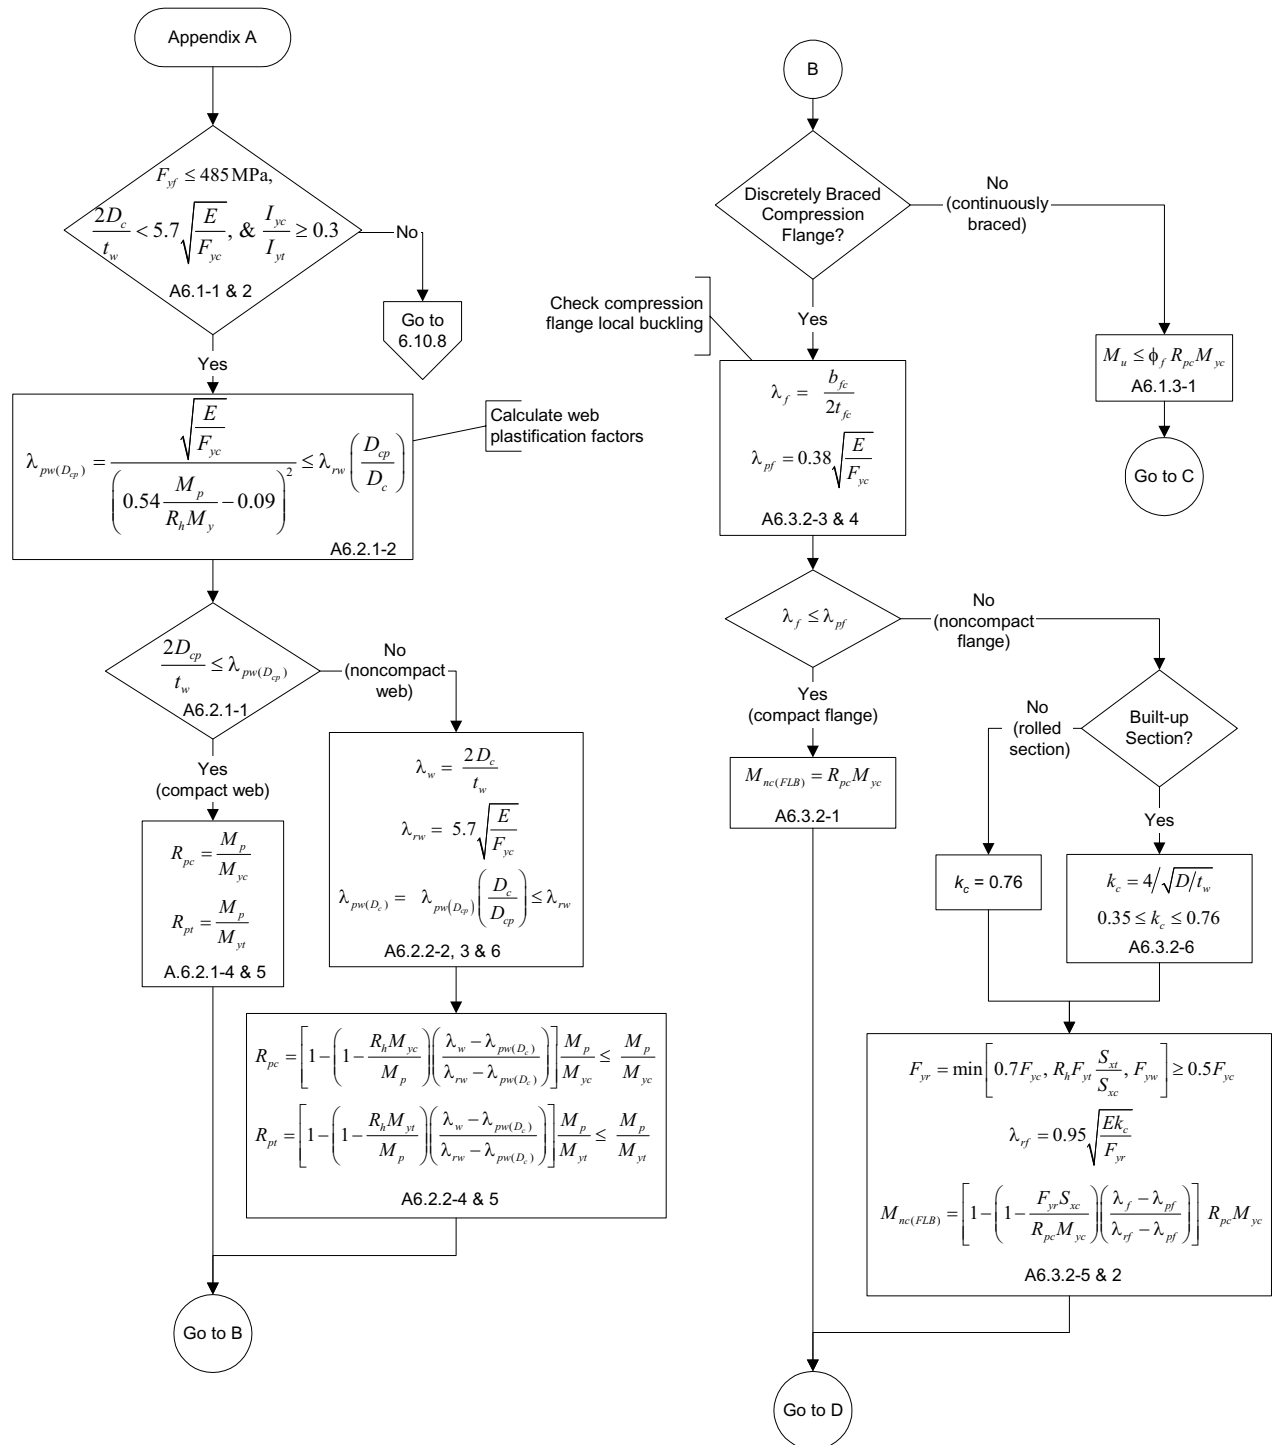 Appendix A
F_yf ≤ 485 MPa,
2D_c/t_w < 5.7√(E/F_yc), & I_yc/I_yt ≥ 0.3
A6.1-1 & 2
No
Go to
6.10.8
Yes
λ_pw(D_cp) = √(E/F_yc) / (0.54 M_p/(R_h M_y) − 0.09)² ≤ λ_rw (D_cp/D_c)
A6.2.1-2
Calculate web
plastification factors
2D_cp/t_w ≤ λ_pw(D_cp)
A6.2.1-1
No
(noncompact
web)
Yes
(compact web)
R_pc = M_p/M_yc
R_pt = M_p/M_yt
A.6.2.1-4 & 5
λ_w = 2D_c/t_w
λ_rw = 5.7√(E/F_yc)
λ_pw(D_c) = λ_pw(D_cp) (D_c/D_cp) ≤ λ_rw
A6.2.2-2, 3 & 6
R_pc = [1 − (1 − R_h M_yc/M_p)((λ_w − λ_pw(D_c))/(λ_rw − λ_pw(D_c)))] M_p/M_yc ≤ M_p/M_yc
R_pt = [1 − (1 − R_h M_yt/M_p)((λ_w − λ_pw(D_c))/(λ_rw − λ_pw(D_c)))] M_p/M_yt ≤ M_p/M_yt
A6.2.2-4 & 5
Go to B
B
Discretely Braced
Compression
Flange?
No
(continuously
braced)
M_u ≤ ϕ_f R_pc M_yc
A6.1.3-1
Go to C
Check compression
flange local buckling
Yes
λ_f = b_fc/2t_fc
λ_pf = 0.38√(E/F_yc)
A6.3.2-3 & 4
λ_f ≤ λ_pf
No
(noncompact
flange)
Yes
(compact flange)
M_nc(FLB) = R_pc M_yc
A6.3.2-1
Built-up
Section?
No
(rolled
section)
Yes
k_c = 0.76
k_c = 4/√(D/t_w)
0.35 ≤ k_c ≤ 0.76
A6.3.2-6
F_yr = min[0.7F_yc, R_h F_yt S_xt/S_xc, F_yw] ≥ 0.5F_yc
λ_rf = 0.95√(Ek_c/F_yr)
M_nc(FLB) = [1 − (1 − F_yr S_xc/(R_pc M_yc))((λ_f − λ_pf)/(λ_rf − λ_pf))] R_pc M_yc
A6.3.2-5 & 2
Go to D